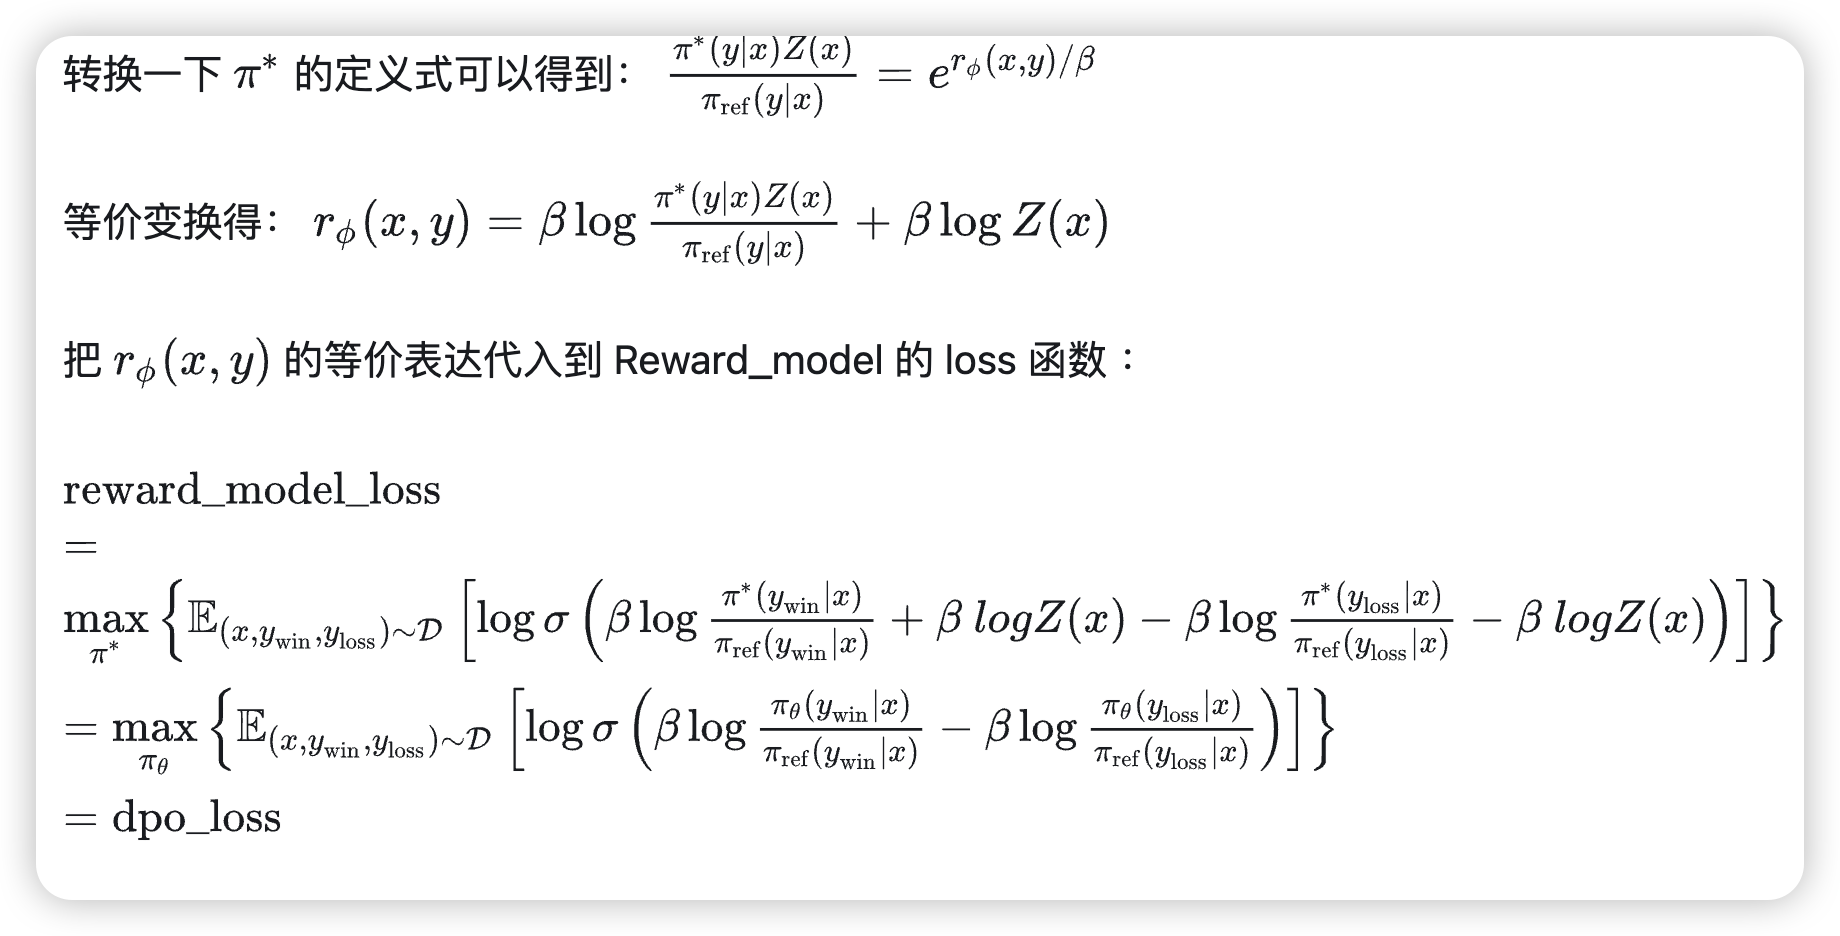 转换一下 $\pi^*$ 的定义式可以得到： $\frac{\pi^*(y|x)Z(x)}{\pi_{\text{ref}}(y|x)} = e^{r_\phi(x,y)/\beta}$
等价变换得： $r_\phi(x, y) = \beta \log \frac{\pi^*(y|x)Z(x)}{\pi_{\text{ref}}(y|x)} + \beta \log Z(x)$
把 $r_\phi(x, y)$ 的等价表达代入到 Reward_model 的 loss 函数：
reward_model_loss
=
$\max_{\pi^*} \left\{ \mathbb{E}_{(x,y_{\text{win}},y_{\text{loss}})\sim\mathcal{D}} \left[ \log \sigma \left( \beta \log \frac{\pi^*(y_{\text{win}}|x)}{\pi_{\text{ref}}(y_{\text{win}}|x)} + \beta \, logZ(x) - \beta \log \frac{\pi^*(y_{\text{loss}}|x)}{\pi_{\text{ref}}(y_{\text{loss}}|x)} - \beta \, logZ(x) \right) \right] \right\}$
$= \max_{\pi_\theta} \left\{ \mathbb{E}_{(x,y_{\text{win}},y_{\text{loss}})\sim\mathcal{D}} \left[ \log \sigma \left( \beta \log \frac{\pi_\theta(y_{\text{win}}|x)}{\pi_{\text{ref}}(y_{\text{win}}|x)} - \beta \log \frac{\pi_\theta(y_{\text{loss}}|x)}{\pi_{\text{ref}}(y_{\text{loss}}|x)} \right) \right] \right\}$
= dpo_loss